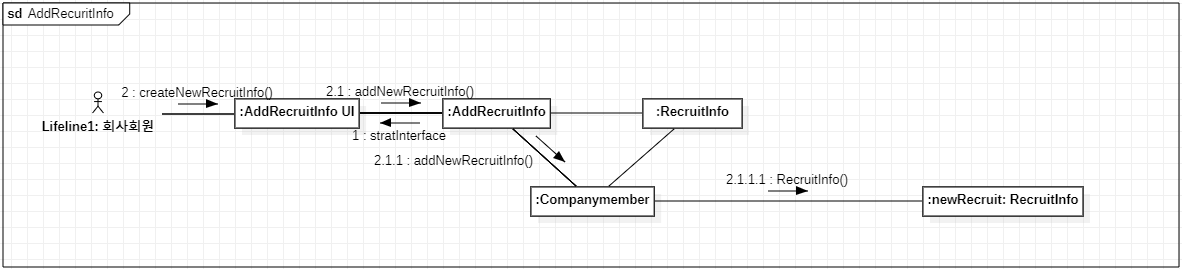 sd AddRecuritInfo
2 : createNewRecruitInfo()
2.1 : addNewRecruitInfo()
:AddRecruitInfo UI
:AddRecruitInfo
:RecruitInfo
Lifeline1: 회사회원
1 : stratInterface
2.1.1 : addNewRecruitInfo()
2.1.1.1 : RecruitInfo()
:Companymember
:newRecruit: RecruitInfo